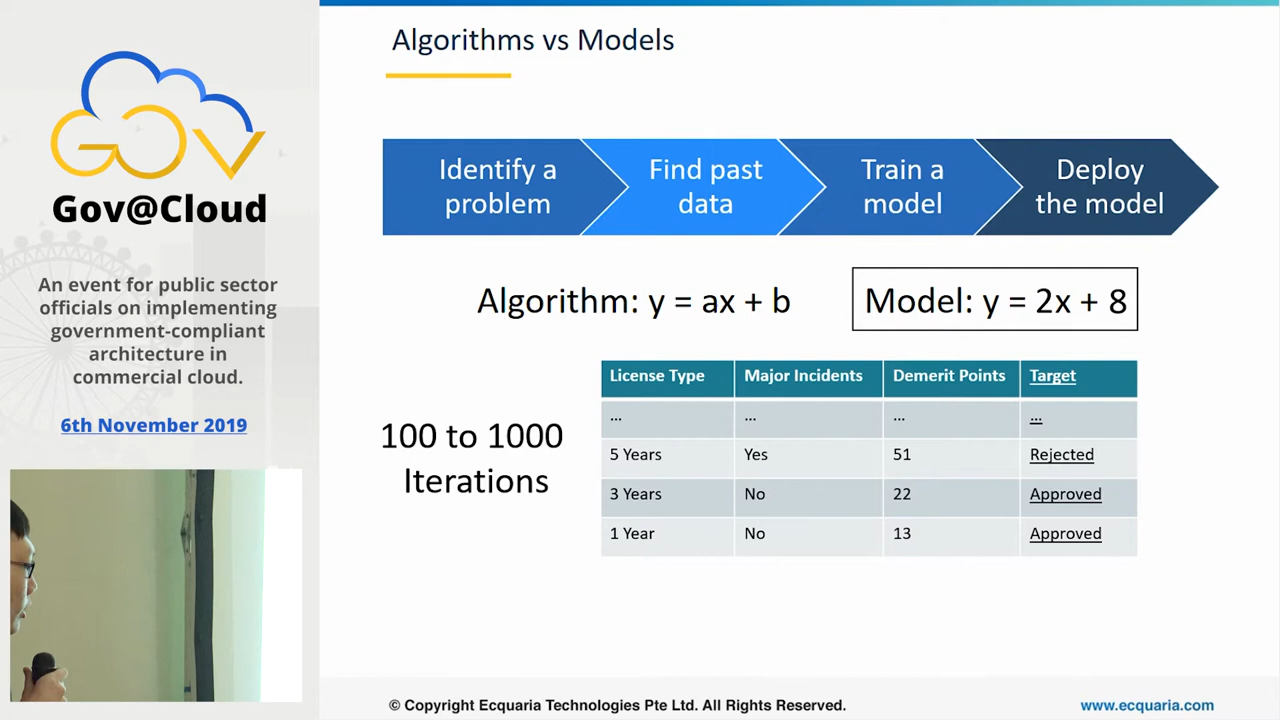 Algorithms vs Models
GOV
Gov@Cloud
An event for public sector
officials on implementing
government-compliant
architecture in
commercial cloud.
6th November 2019
Identify a
problem
Find past
data
Train a
model
Deploy
the model
Algorithm: y = ax + b
Model: y = 2x + 8
100 to 1000
Iterations
License Type Major Incidents Demerit Points Target
... ... ... ...
5 Years Yes 51 Rejected
3 Years No 22 Approved
1 Year No 13 Approved
© Copyright Ecquaria Technologies Pte Ltd. All Rights Reserved.
www.ecquaria.com